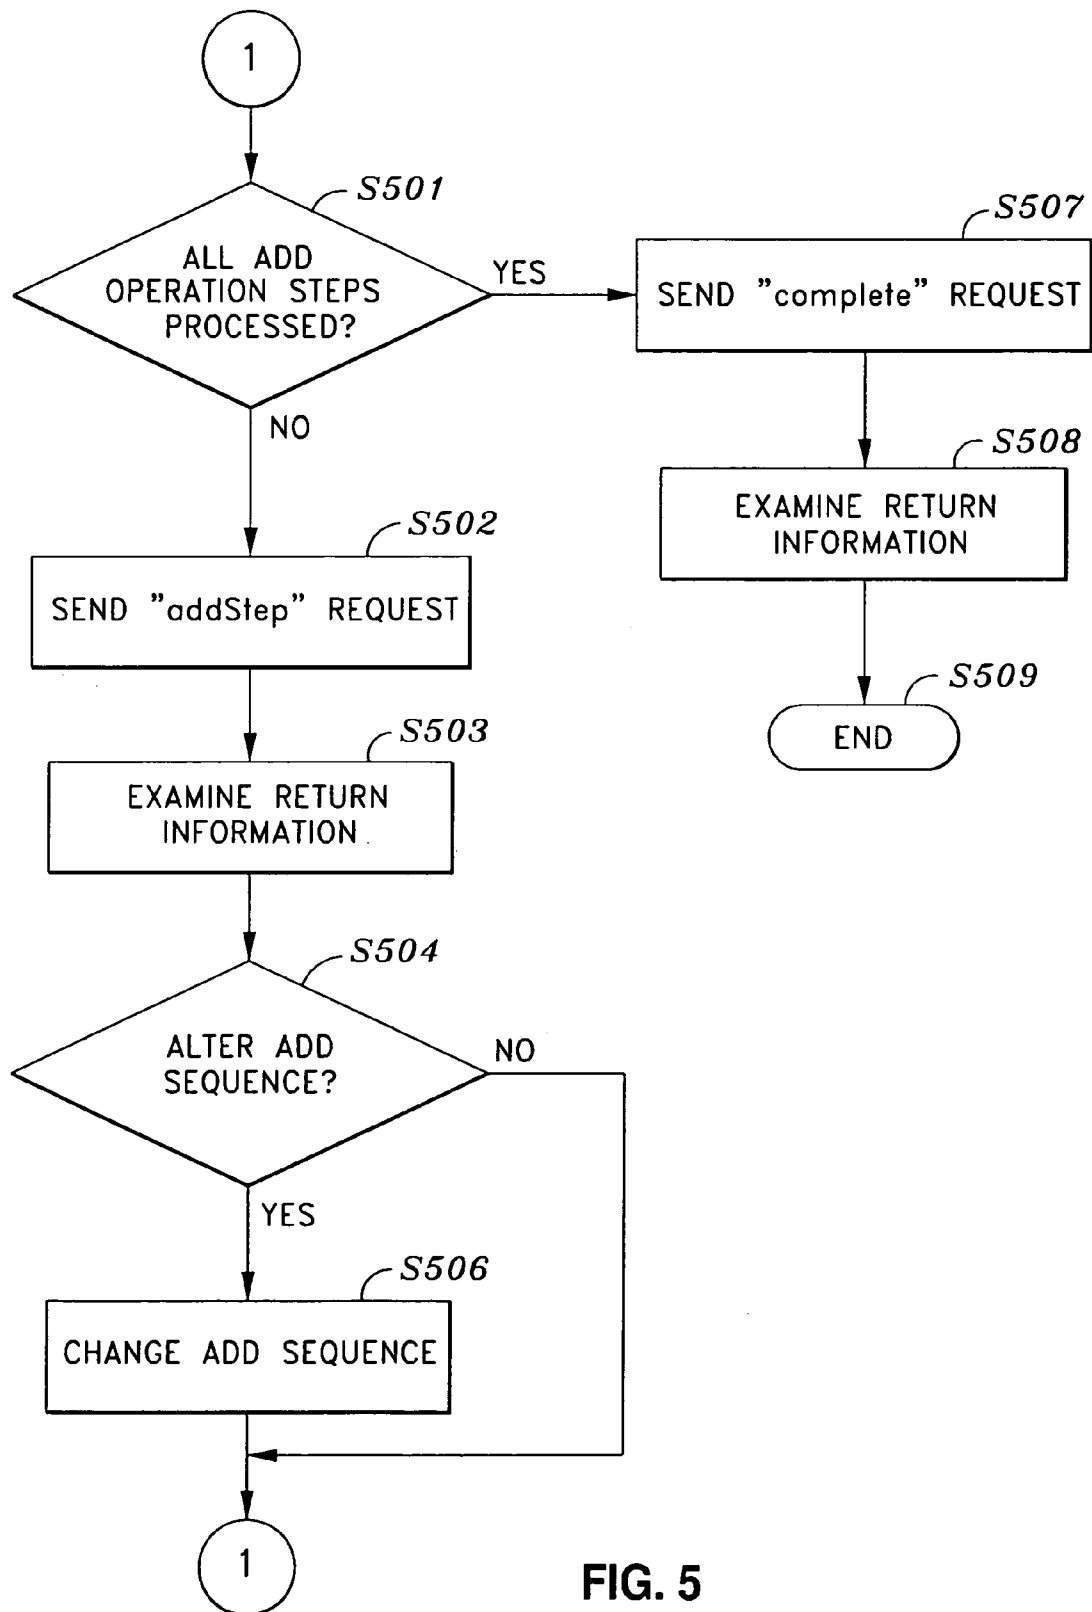 1
S501
ALL ADD
OPERATION STEPS
PROCESSED?
YES
NO
S507
SEND "complete" REQUEST
S508
EXAMINE RETURN
INFORMATION
S509
END
S502
SEND "addStep" REQUEST
S503
EXAMINE RETURN
INFORMATION
S504
ALTER ADD
SEQUENCE?
NO
YES
S506
CHANGE ADD SEQUENCE
1
FIG. 5